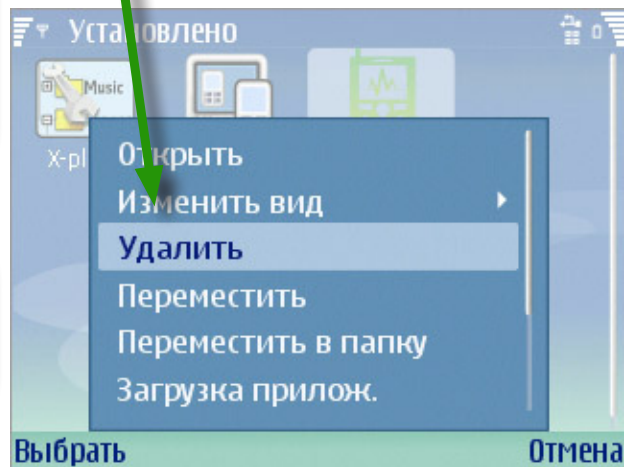 Установлено
Music
X-pl
Открыть
Изменить вид
Удалить
Переместить
Переместить в папку
Загрузка прилож.
Выбрать
Отмена